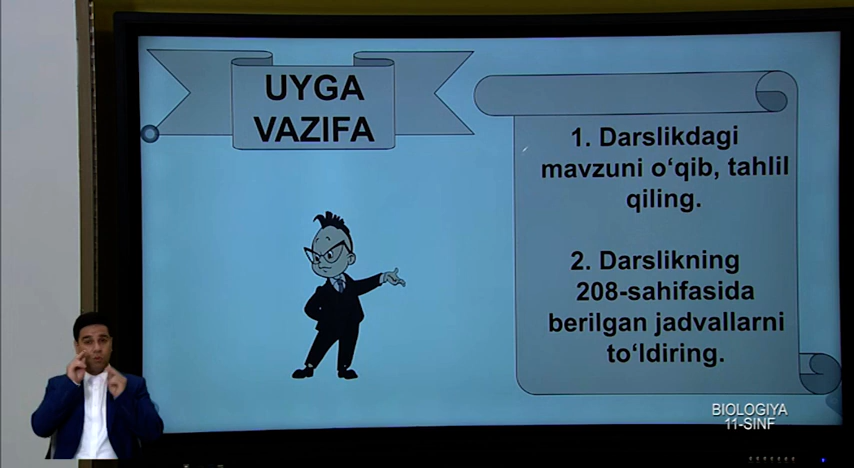 UYGA
VAZIFA
1. Darslikdagi
mavzuni o‘qib, tahlil
qiling.
2. Darslikning
208-sahifasida
berilgan jadvallarni
to‘ldiring.
BIOLOGIYA
11-SINF